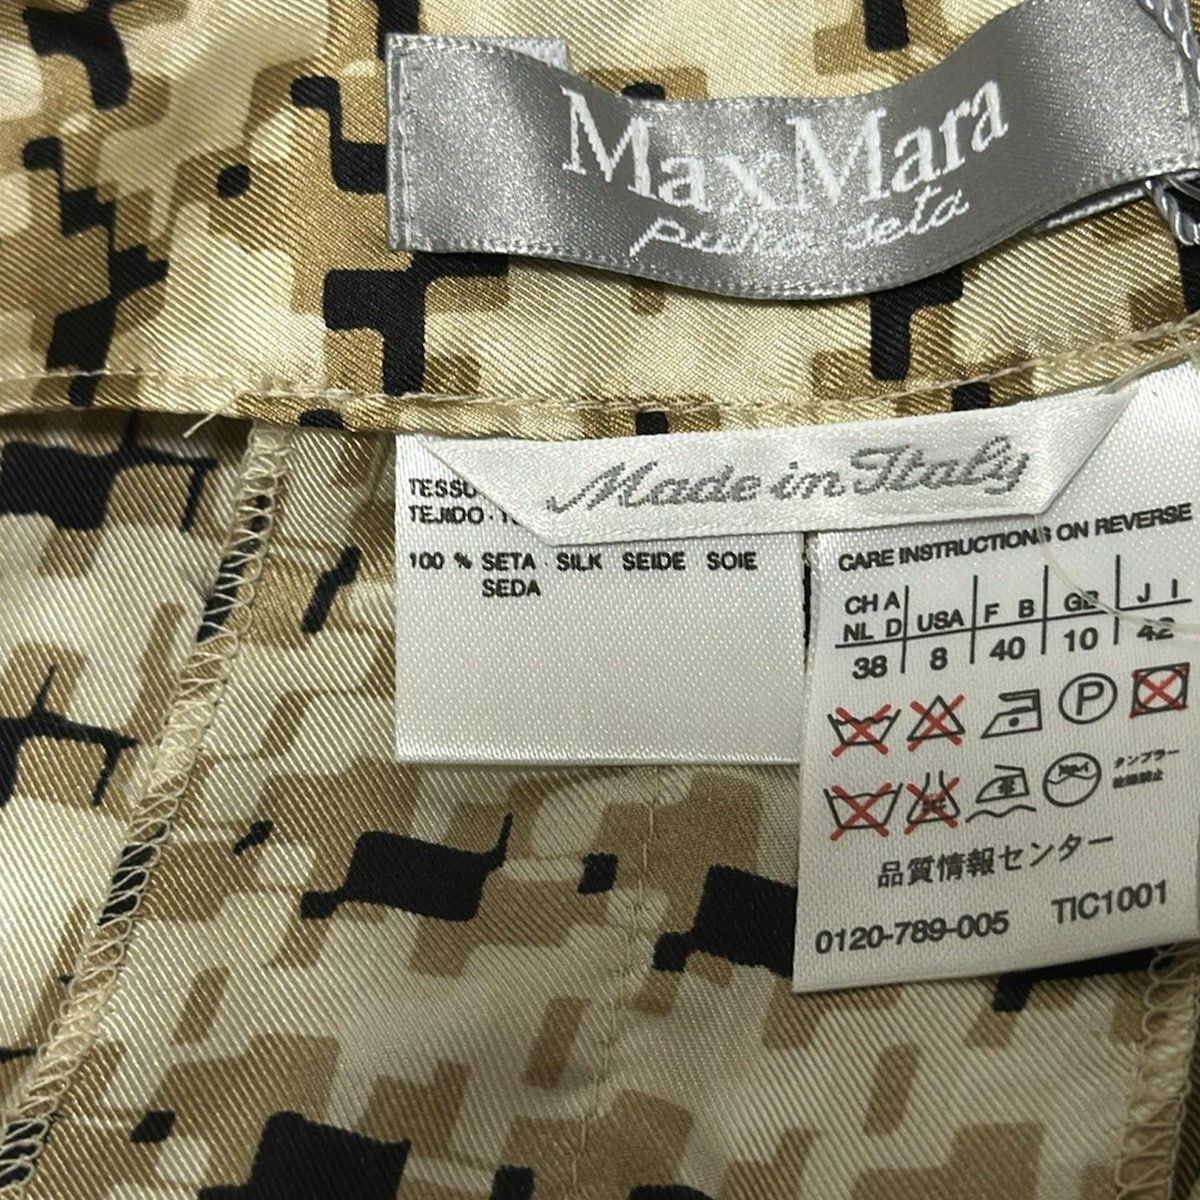 MaxMara
pura seta
Made in Italy
TESSU
TEJIDO - T
100 % SETA - SILK SEIDE SOIE
SEDA
CARE INSTRUCTIONS ON REVERSE
CH A USA F B GB J I
NL D
38 8 40 10 42
P
品質情報センター
0120-789-005 TIC1001
タンブラー
乾燥禁止